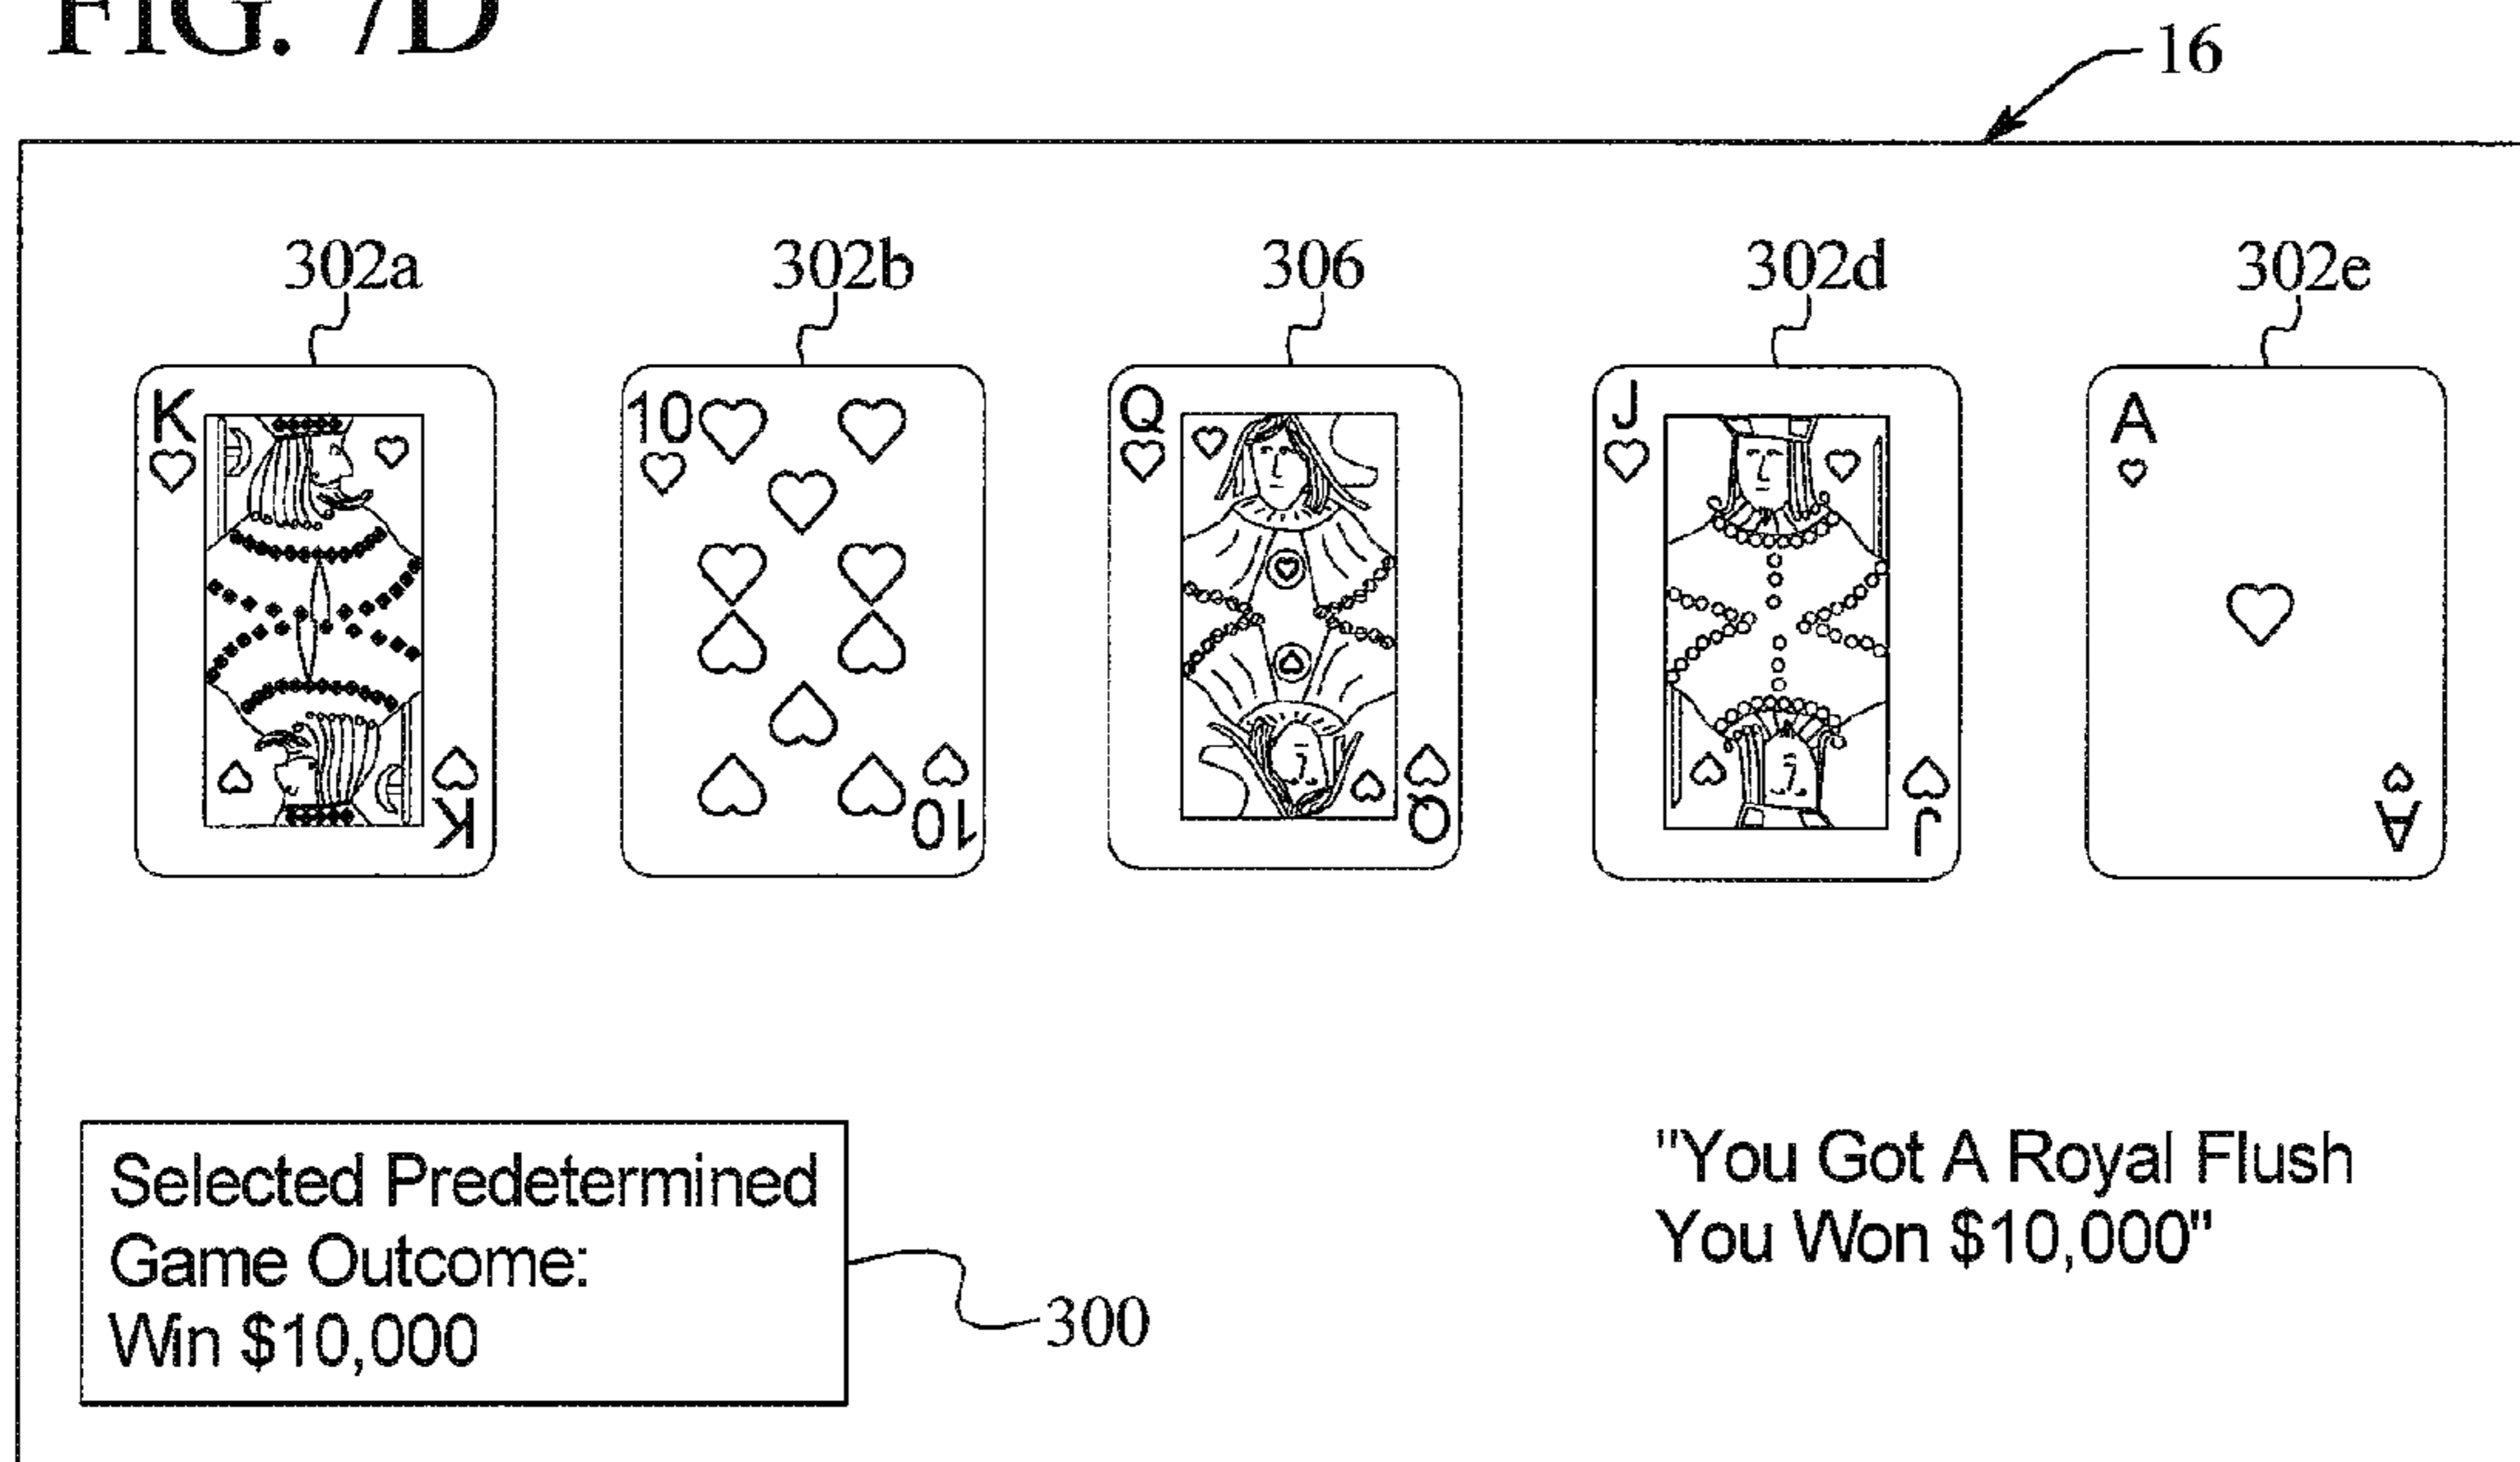 FIG. 7D
16
302a 302b 306 302d 302e
K 10 Q J A
K 10 Q J A
Selected Predetermined
Game Outcome:
Win $10,000
300
"You Got A Royal Flush
You Won $10,000"